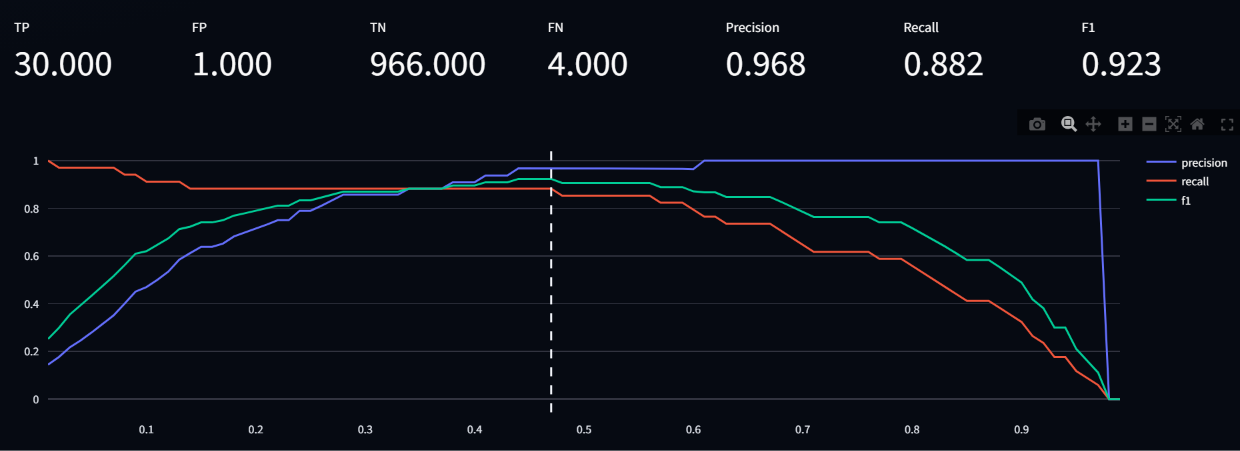 TP FP TN FN Precision Recall F1
30.000 1.000 966.000 4.000 0.968 0.882 0.923
precision
recall
f1
1
0.8
0.6
0.4
0.2
0
0.1 0.2 0.3 0.4 0.5 0.6 0.7 0.8 0.9